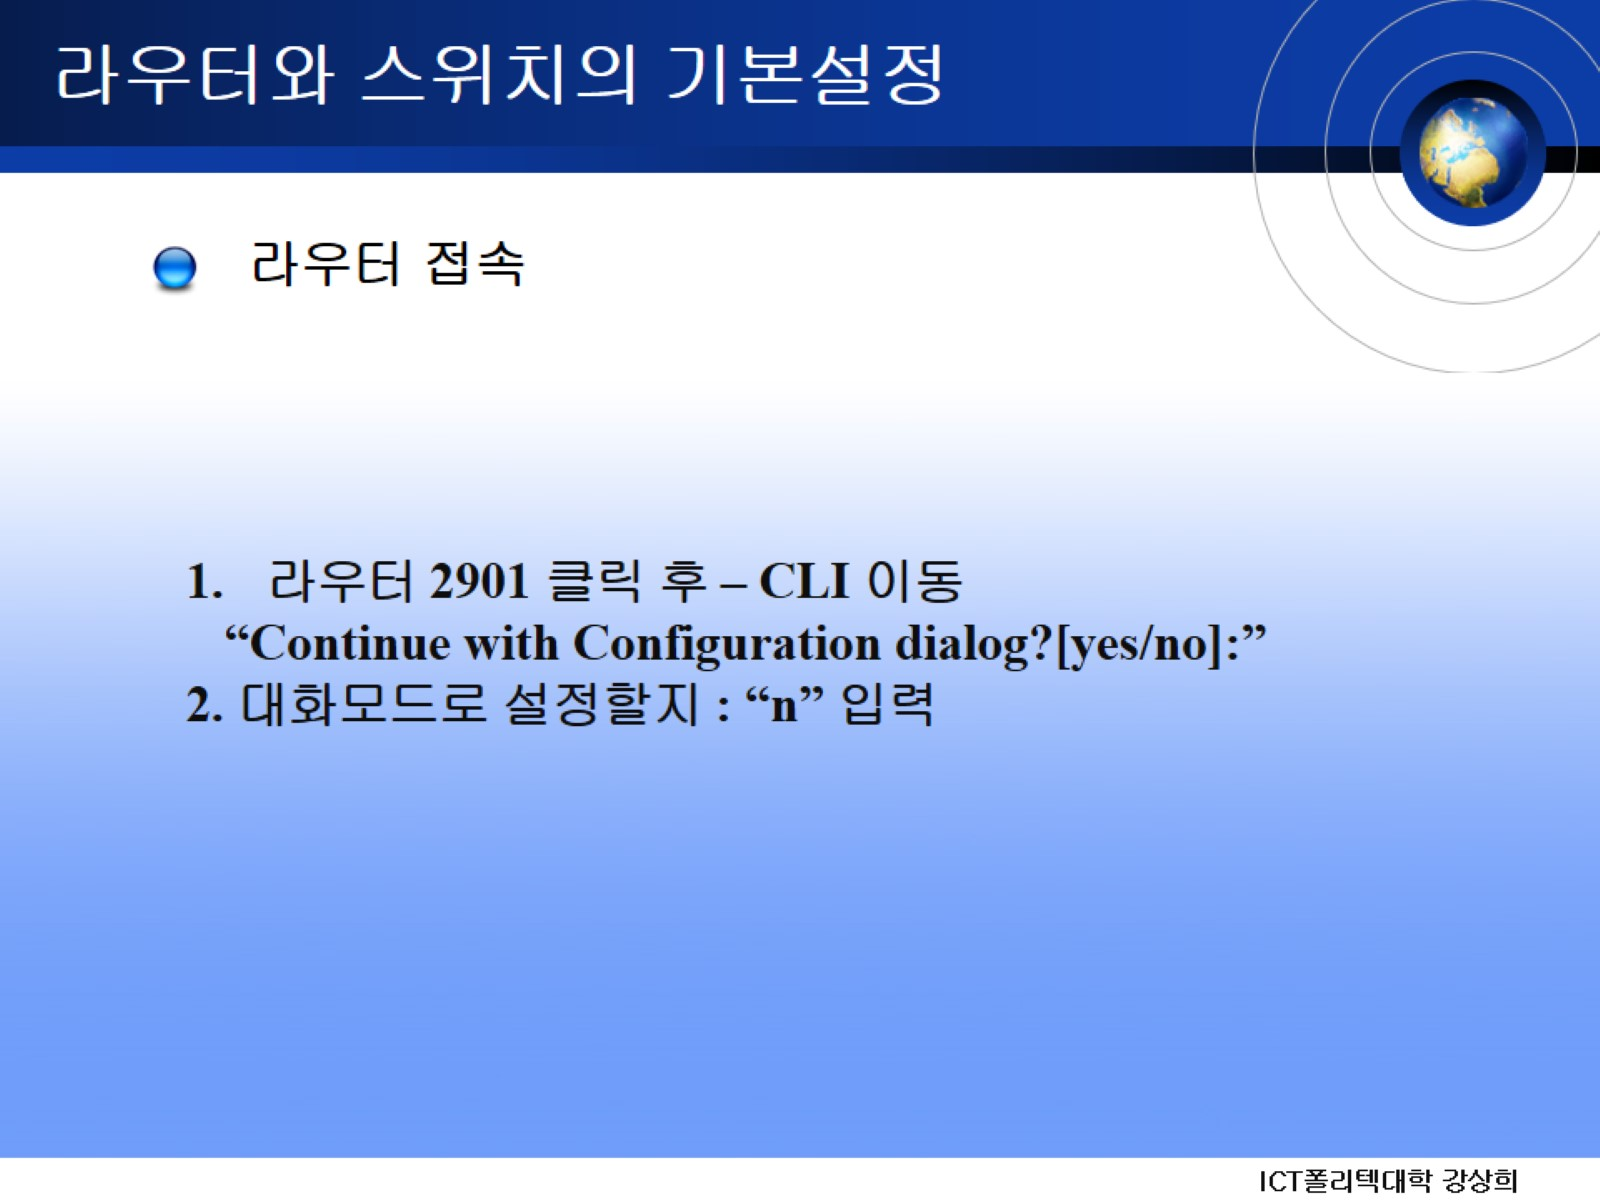 라우터와 스위치의 기본설정
라우터 접속
1. 라우터 2901 클릭 후 – CLI 이동
“Continue with Configuration dialog?[yes/no]:”
2. 대화모드로 설정할지 : “n” 입력
ICT폴리텍대학 강상희